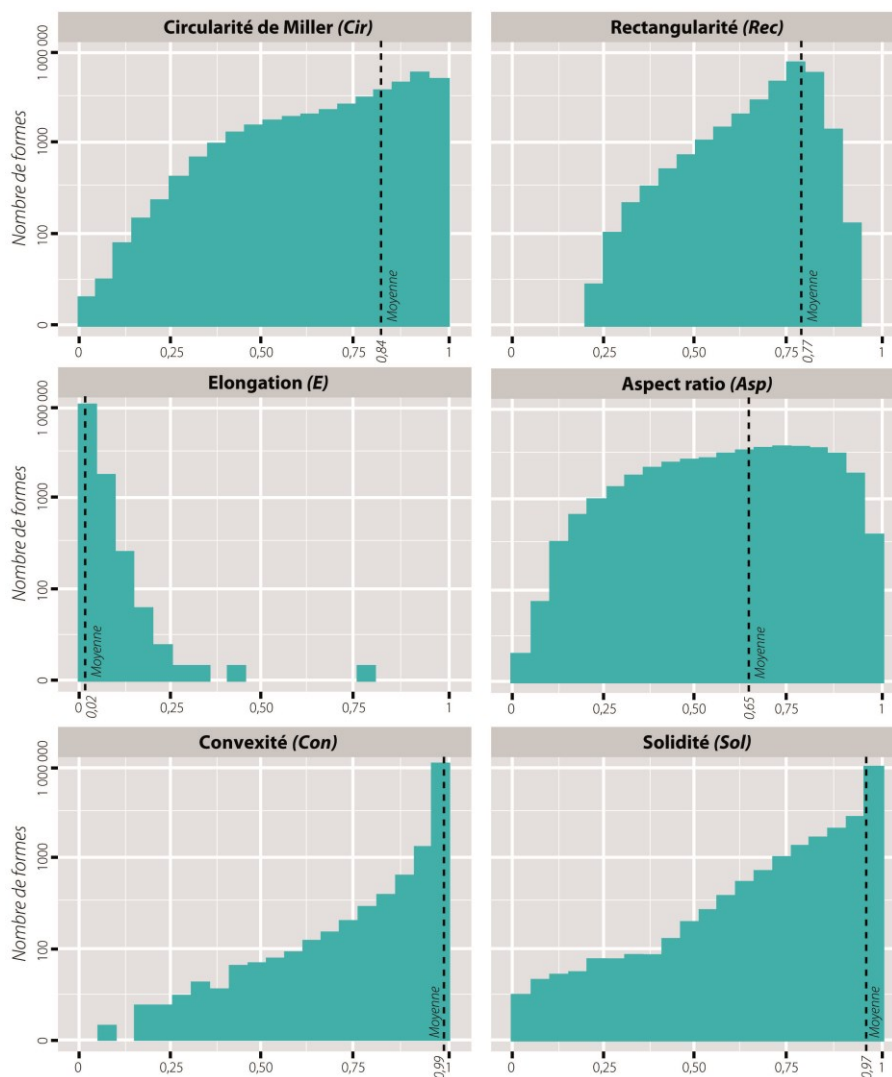 Circularité de Miller (Cir)
Rectangularité (Rec)
Nombre de formes
1 000 000
1000
100
0
Moyenne
Moyenne
0
0,25
0,50
0,75
0,84
1
0
0,25
0,50
0,75
0,77
1
Elongation (E)
Aspect ratio (Asp)
Nombre de formes
1 000 000
1000
100
0
Moyenne
Moyenne
0
0,02
0,25
0,50
0,75
1
0
0,25
0,50
0,65
0,75
1
Convexité (Con)
Solidité (Sol)
Nombre de formes
1 000 000
1000
100
0
Moyenne
Moyenne
0
0,25
0,50
0,75
0,99
1
0
0,25
0,50
0,75
0,97
1